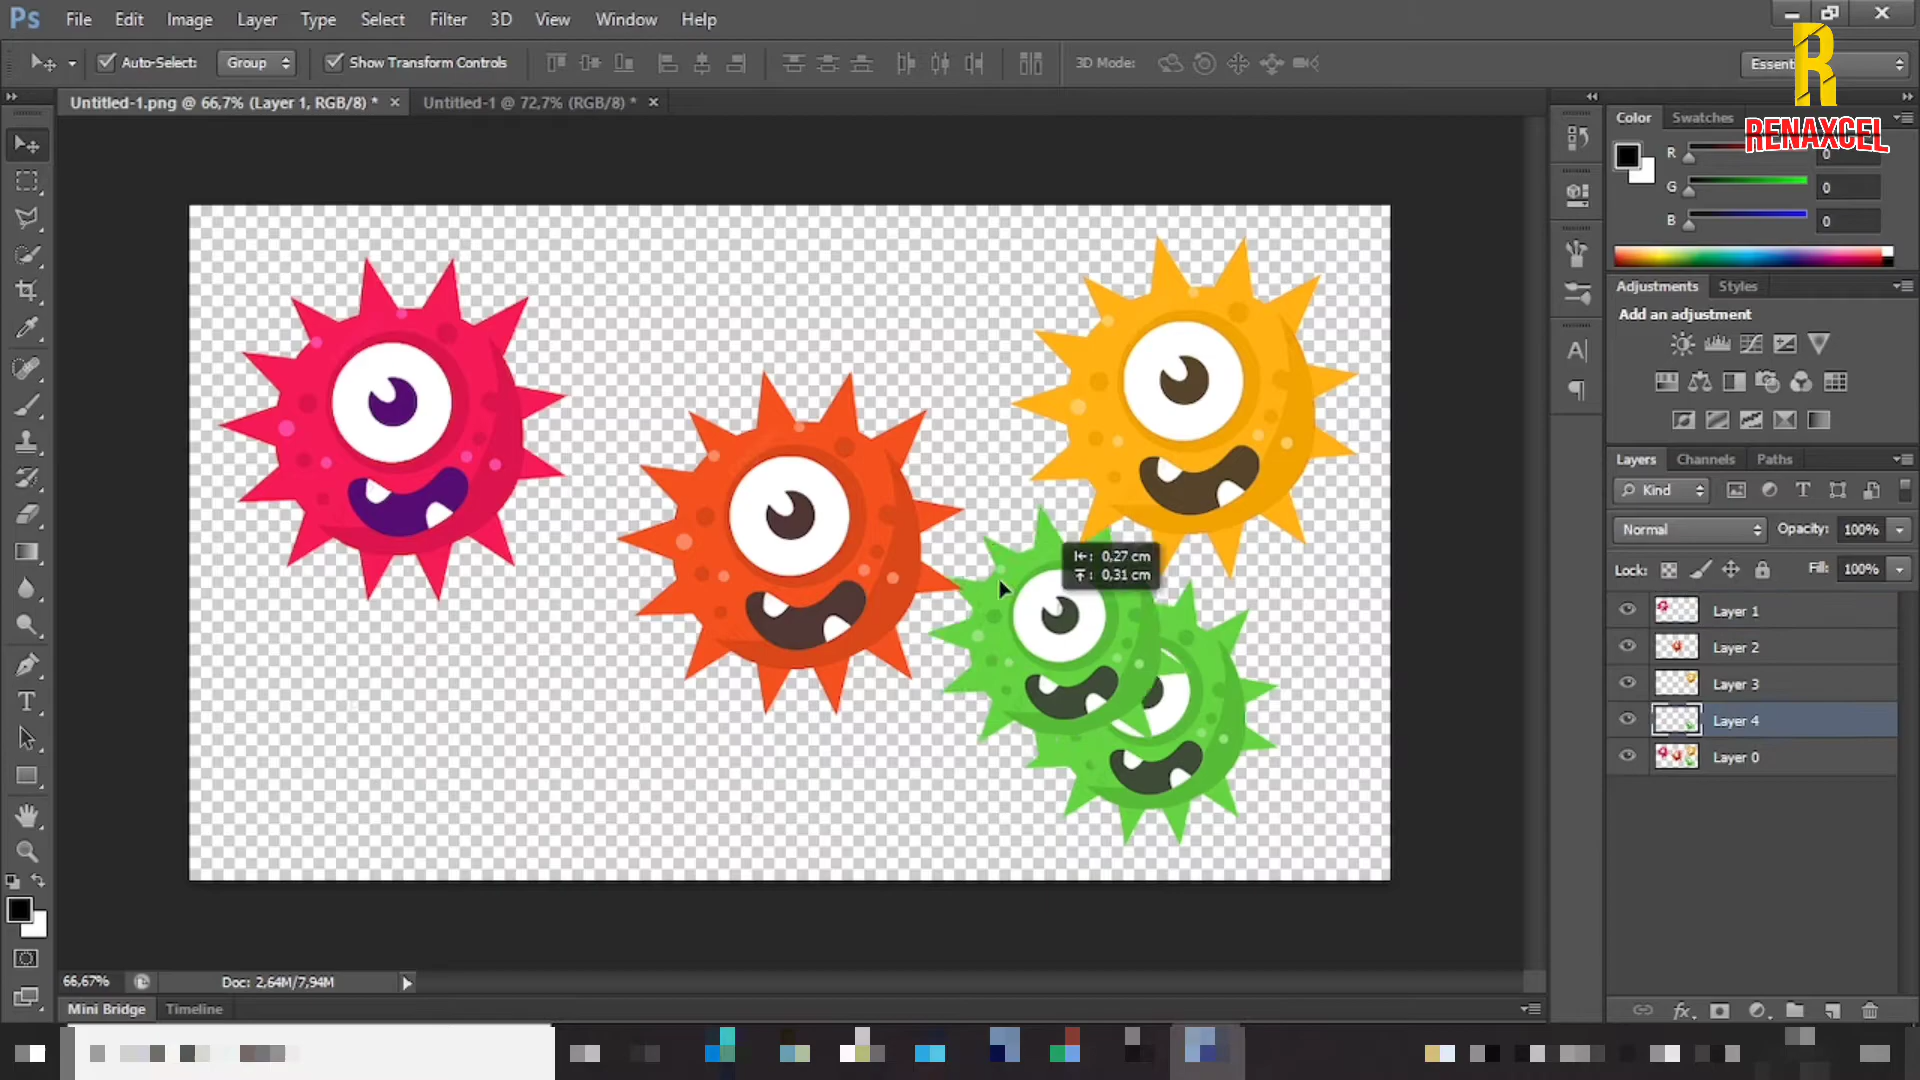 Ps File Edit Image Layer Type Select Filter 3D View Window Help
Auto-Select: Group Show Transform Controls 3D Mode: Essent
R
RENAXCEL
Untitled-1.png @ 66,7% (Layer 1, RGB/8) * × Untitled-1 @ 72,7% (RGB/8) * ×
Color Swatches
R 0
G 0
B 0
Adjustments Styles
Add an adjustment
Layers Channels Paths
Kind
Normal Opacity: 100%
Lock: Fill: 100%
Layer 1
Layer 2
Layer 3
Layer 4
Layer 0
0,27 cm
0,31 cm
66,67% Doc: 2,64M/7,94M
Mini Bridge Timeline